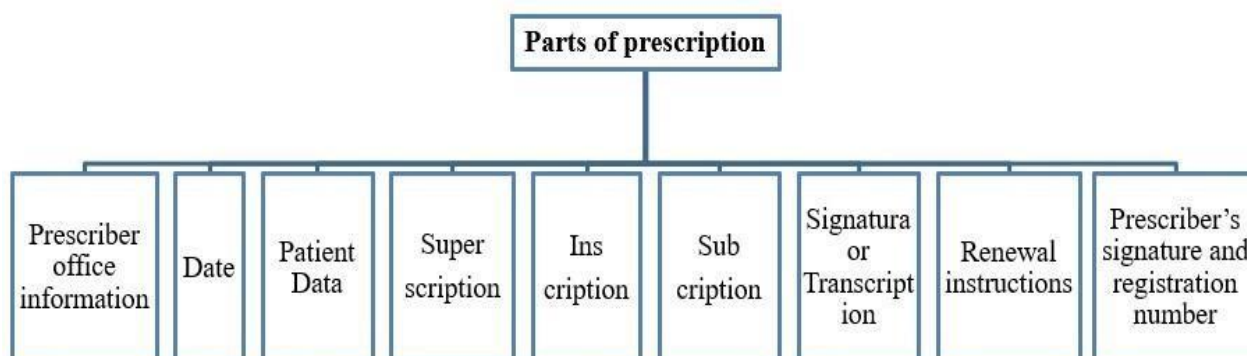 Parts of prescription
Prescriber
office
information
Date
Patient
Data
Super
scription
Ins
cription
Sub
cription
Signatura
or
Transcript
ion
Renewal
instructions
Prescriber’s
signature and
registration
number